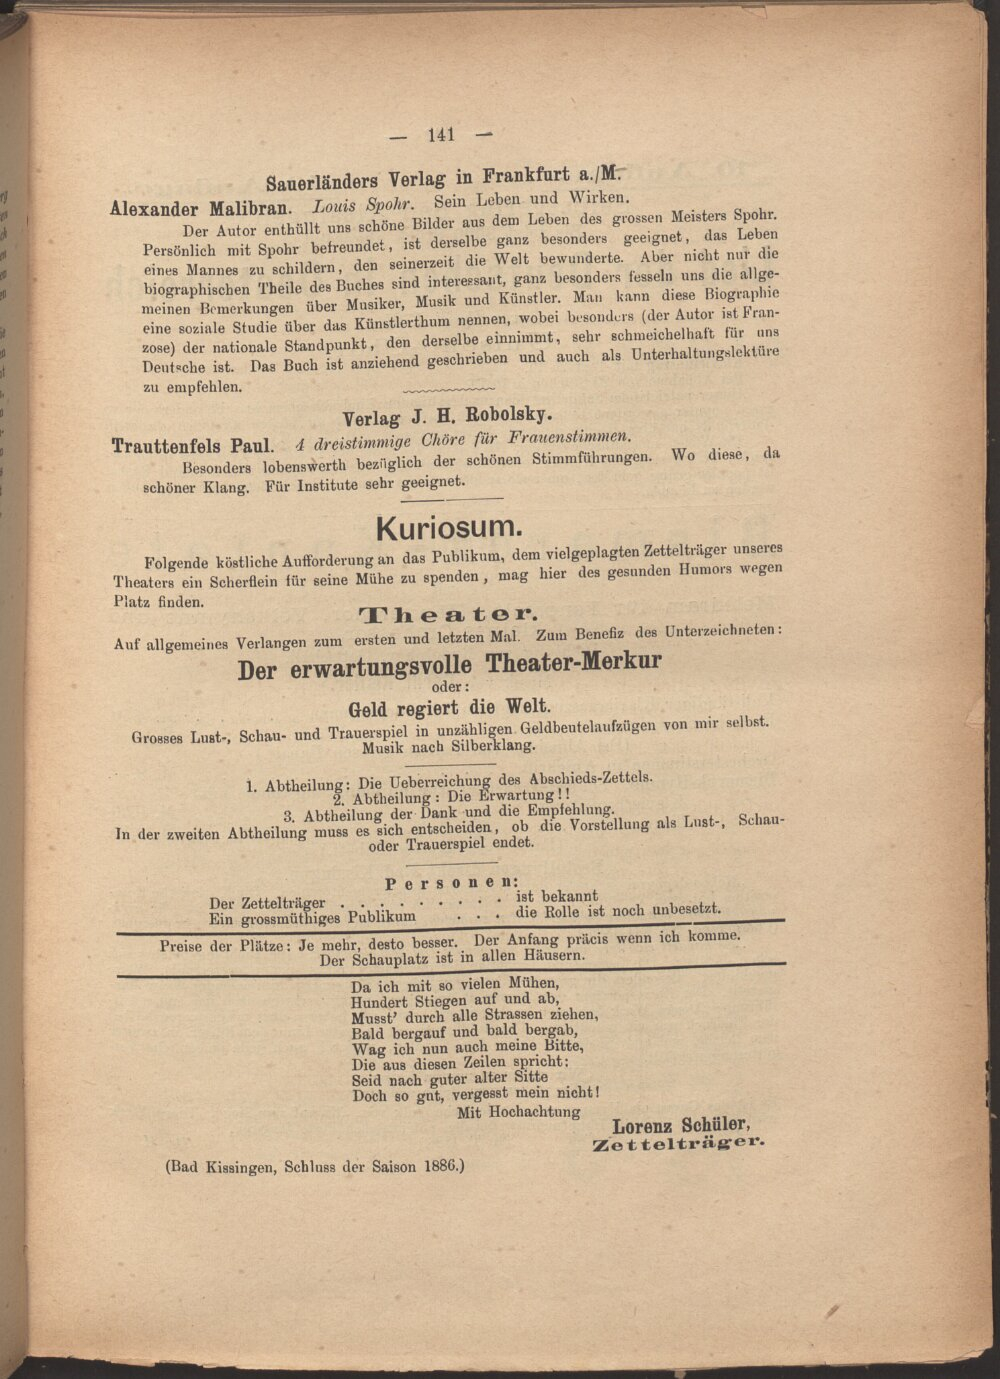 — 141 —
Sauerländers Verlag in Frankfurt a./M.
Alexander Malibran. Louis Spohr. Sein Leben und Wirken.
Der Autor enthüllt uns schöne Bilder aus dem Leben des grossen Meisters Spohr.
Persönlich mit Spohr befreundet, ist derselbe ganz besonders geeignet, das Leben
eines Mannes zu schildern, den seinerzeit die Welt bewunderte. Aber nicht nur die
biographischen Theile des Buches sind interessant, ganz besonders fesseln uns die allge-
meinen Bemerkungen über Musiker, Musik und Künstler. Man kann diese Biographie
eine soziale Studie über das Künstlerthum nennen, wobei besonders (der Autor ist Fran-
zose) der nationale Standpunkt, den derselbe einnimmt, sehr schmeichelhaft für uns
Deutsche ist. Das Buch ist anziehend geschrieben und auch als Unterhaltungslektüre
zu empfehlen.
Verlag J. H. Robolsky.
Trauttenfels Paul. 4 dreistimmige Chöre für Frauenstimmen.
Besonders lobenswerth bezüglich der schönen Stimmführungen. Wo diese, da
schöner Klang. Für Institute sehr geeignet.
Kuriosum.
Folgende köstliche Aufforderung an das Publikum, dem vielgeplagten Zettelträger unseres
Theaters ein Scherflein für seine Mühe zu spenden, mag hier des gesunden Humors wegen
Platz finden.
Theater.
Auf allgemeines Verlangen zum ersten und letzten Mal. Zum Benefiz des Unterzeichneten:
Der erwartungsvolle Theater-Merkur
oder:
Geld regiert die Welt.
Grosses Lust-, Schau- und Trauerspiel in unzähligen Geldbeutelaufzügen von mir selbst.
Musik nach Silberklang.
1. Abtheilung: Die Ueberreichung des Abschieds-Zettels.
2. Abtheilung: Die Erwartung!!
3. Abtheilung der Dank und die Empfehlung.
In der zweiten Abtheilung muss es sich entscheiden, ob die Vorstellung als Lust-, Schau-
oder Trauerspiel endet.
Personen:
Der Zettelträger . . . . . . . . . ist bekannt
Ein grossmüthiges Publikum . . . die Rolle ist noch unbesetzt.
Preise der Plätze: Je mehr, desto besser. Der Anfang präcis wenn ich komme.
Der Schauplatz ist in allen Häusern.
Da ich mit so vielen Mühen,
Hundert Stiegen auf und ab,
Musst' durch alle Strassen ziehen,
Bald bergauf und bald bergab,
Wag ich nun auch meine Bitte,
Die aus diesen Zeilen spricht:
Seid nach guter alter Sitte
Doch so gut, vergesst mein nicht!
Mit Hochachtung
Lorenz Schüler,
Zettelträger.
(Bad Kissingen, Schluss der Saison 1886.)